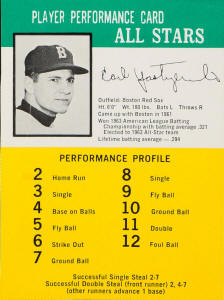 PLAYER PERFORMANCE CARD
ALL STARS
B
Carl Yastrzemski
Outfield: Boston Red Sox
Ht. 6'0" Wt. 180 lbs. Bats L Throws R
Came up with Boston in 1961
Won 1963 American League Batting
Championship with batting average .321
Elected to 1963 All-Star team
Lifetime batting average — .294
PERFORMANCE PROFILE
2 Home Run
3 Single
4 Base on Balls
5 Fly Ball
6 Strike Out
7 Ground Ball
8 Single
9 Fly Ball
10 Ground Ball
11 Double
12 Foul Ball
Successful Single Steal 2-7
Successful Double Steal (front runner) 2, 4-7
(other runners advance 1 base)